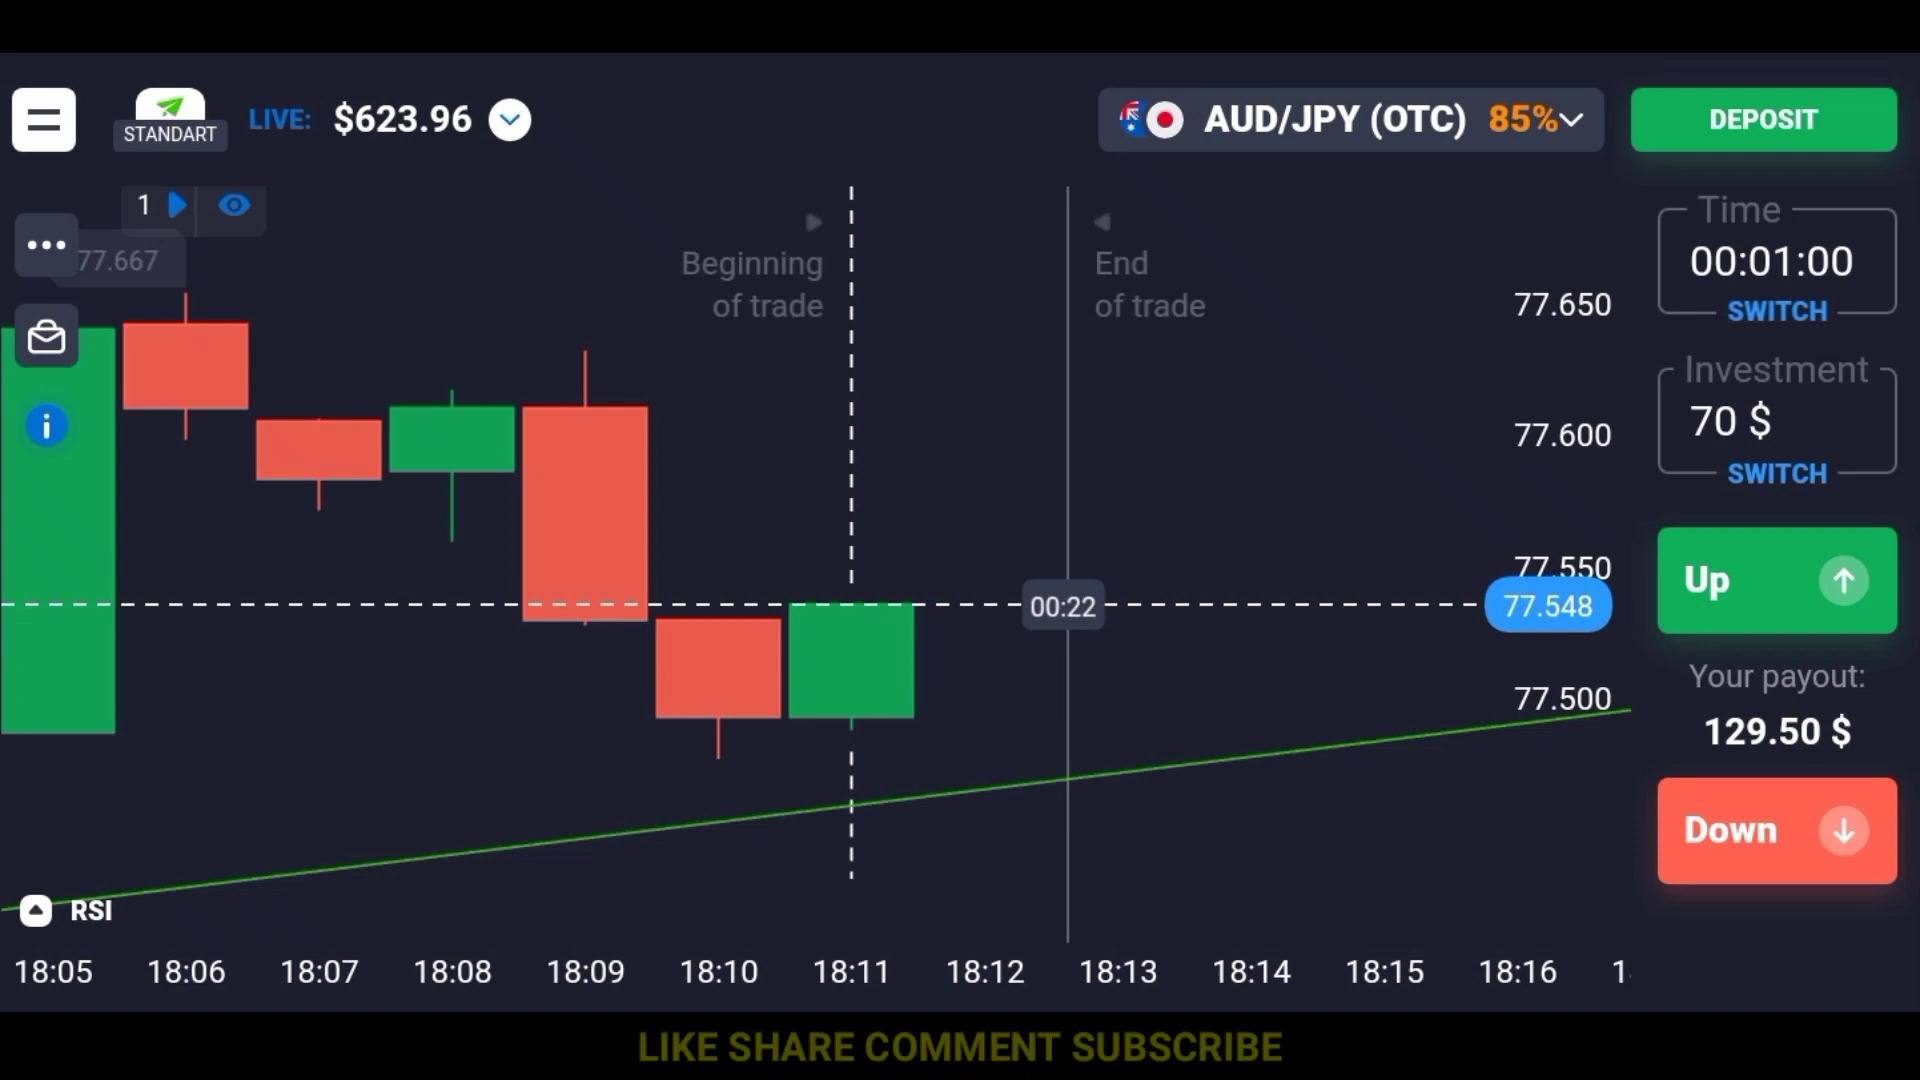 STANDART
LIVE: $623.96
AUD/JPY (OTC) 85%
DEPOSIT
1
77.667
Beginning
of trade
End
of trade
77.650
77.600
77.550
77.548
77.500
00:22
Time
00:01:00
SWITCH
Investment
70 $
SWITCH
Up
Your payout:
129.50 $
Down
RSI
18:05 18:06 18:07 18:08 18:09 18:10 18:11 18:12 18:13 18:14 18:15 18:16
LIKE SHARE COMMENT SUBSCRIBE